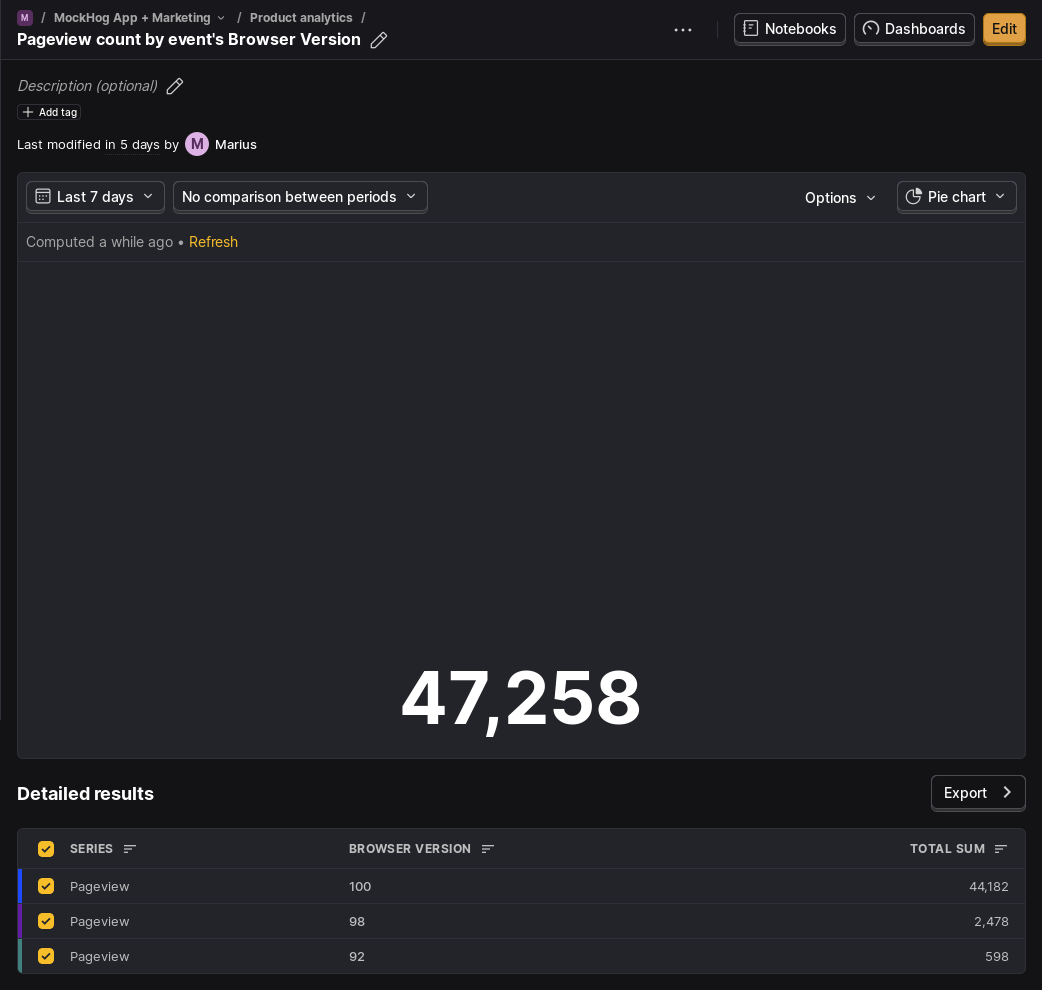 M / MockHog App + Marketing / Product analytics /
Pageview count by event's Browser Version
Notebooks
Dashboards
Edit
Description (optional)
Add tag
Last modified in 5 days by M Marius
Last 7 days
No comparison between periods
Options
Pie chart
Computed a while ago • Refresh
47,258
Detailed results
Export
SERIES BROWSER VERSION TOTAL SUM
Pageview 100 44,182
Pageview 98 2,478
Pageview 92 598